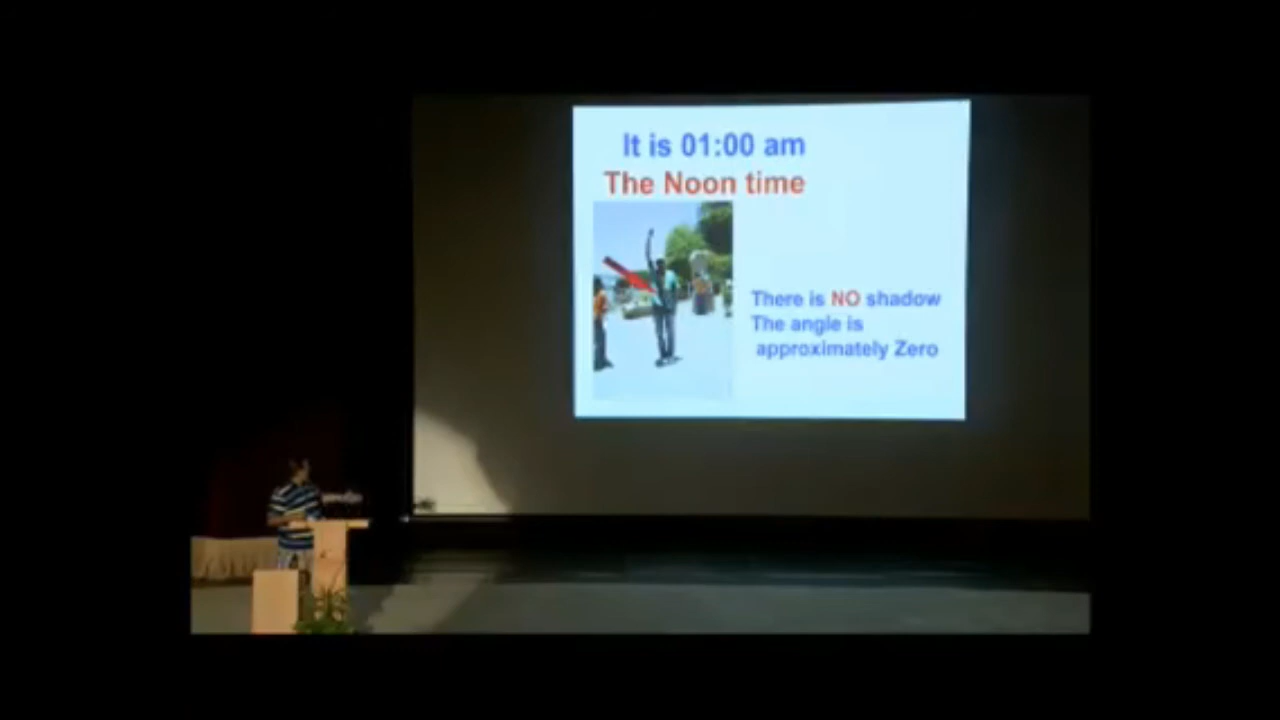 It is 01:00 am
The Noon time
There is NO shadow
The angle is
approximately Zero